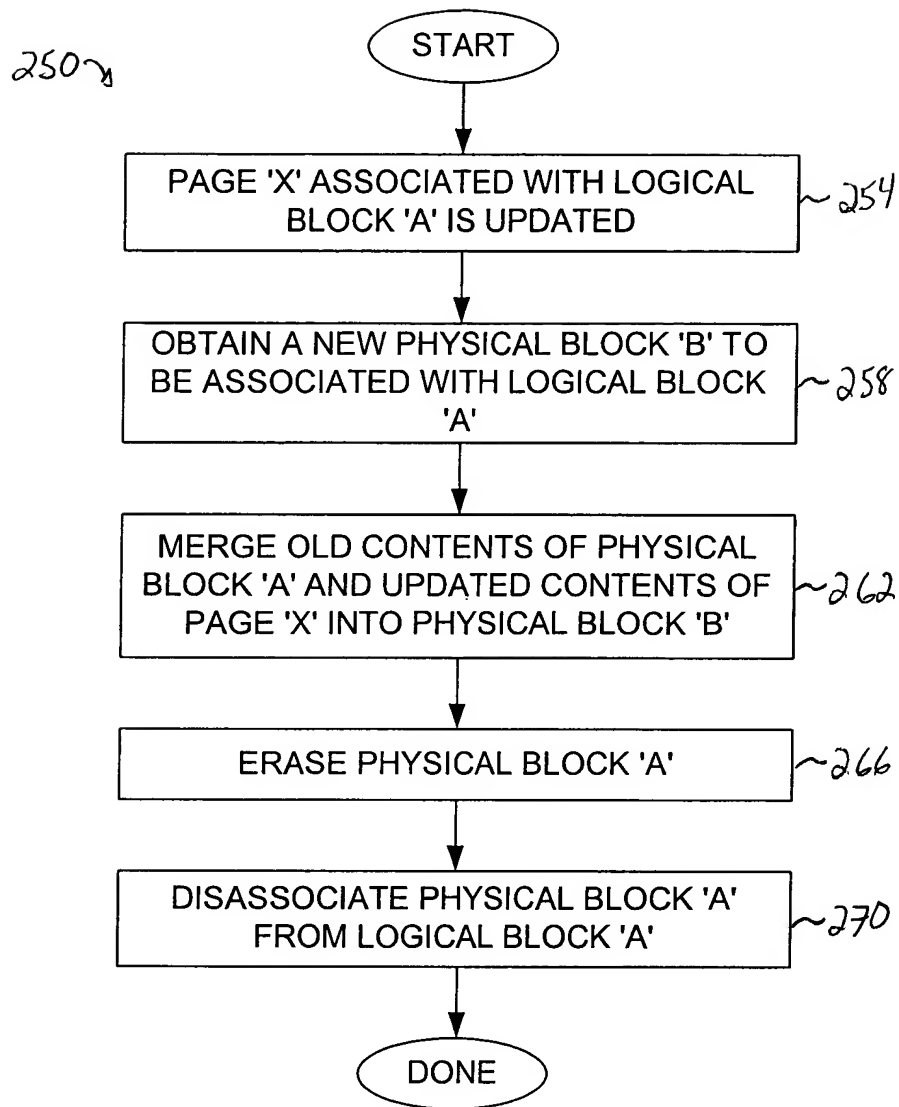 START
250
PAGE 'X' ASSOCIATED WITH LOGICAL
BLOCK 'A' IS UPDATED
254
OBTAIN A NEW PHYSICAL BLOCK 'B' TO
BE ASSOCIATED WITH LOGICAL BLOCK
'A'
258
MERGE OLD CONTENTS OF PHYSICAL
BLOCK 'A' AND UPDATED CONTENTS OF
PAGE 'X' INTO PHYSICAL BLOCK 'B'
262
ERASE PHYSICAL BLOCK 'A'
266
DISASSOCIATE PHYSICAL BLOCK 'A'
FROM LOGICAL BLOCK 'A'
270
DONE